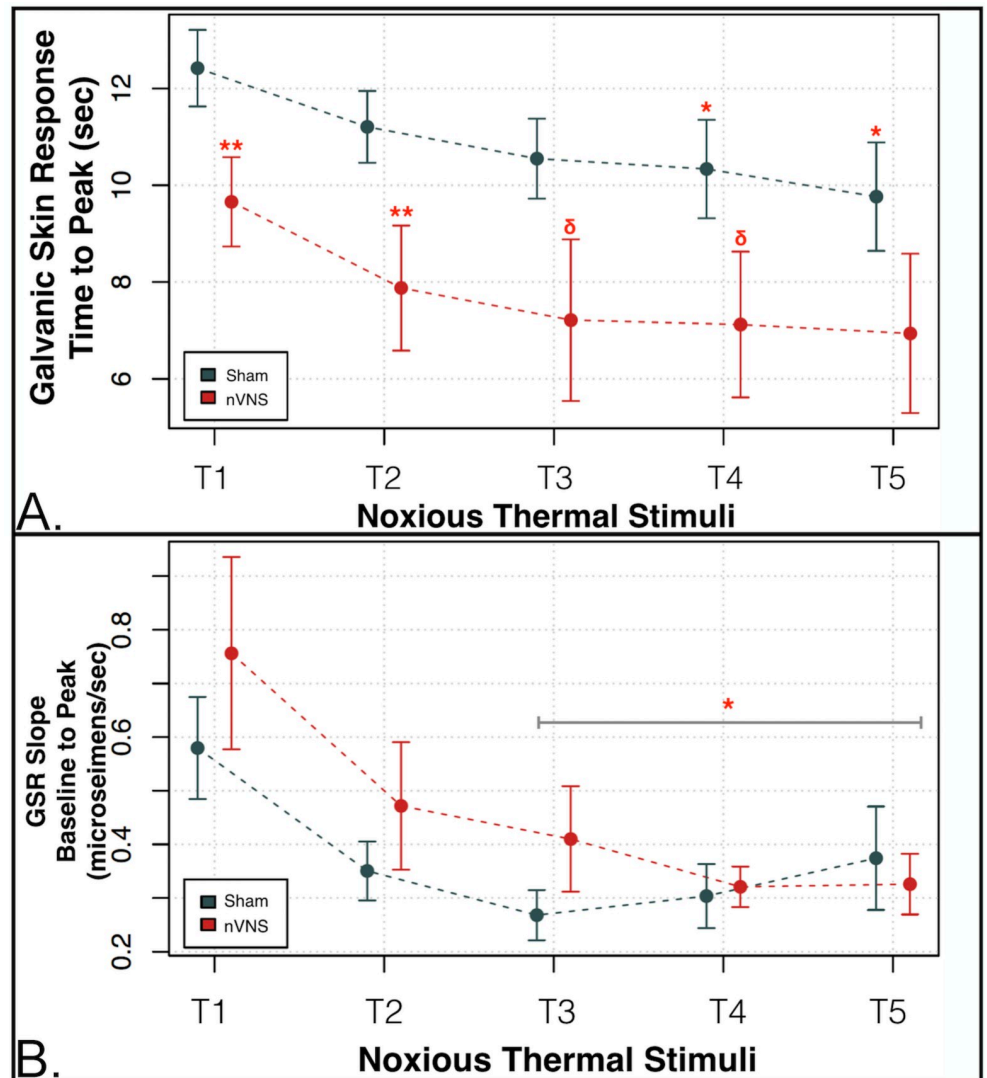 Galvanic Skin Response
Time to Peak (sec)
12
10
8
6
**
**
δ
δ
*
*
Sham
nVNS
T1 T2 T3 T4 T5
Noxious Thermal Stimuli
A.
GSR Slope
Baseline to Peak
(microseimens/sec)
0.8
0.6
0.4
0.2
*
Sham
nVNS
T1 T2 T3 T4 T5
Noxious Thermal Stimuli
B.